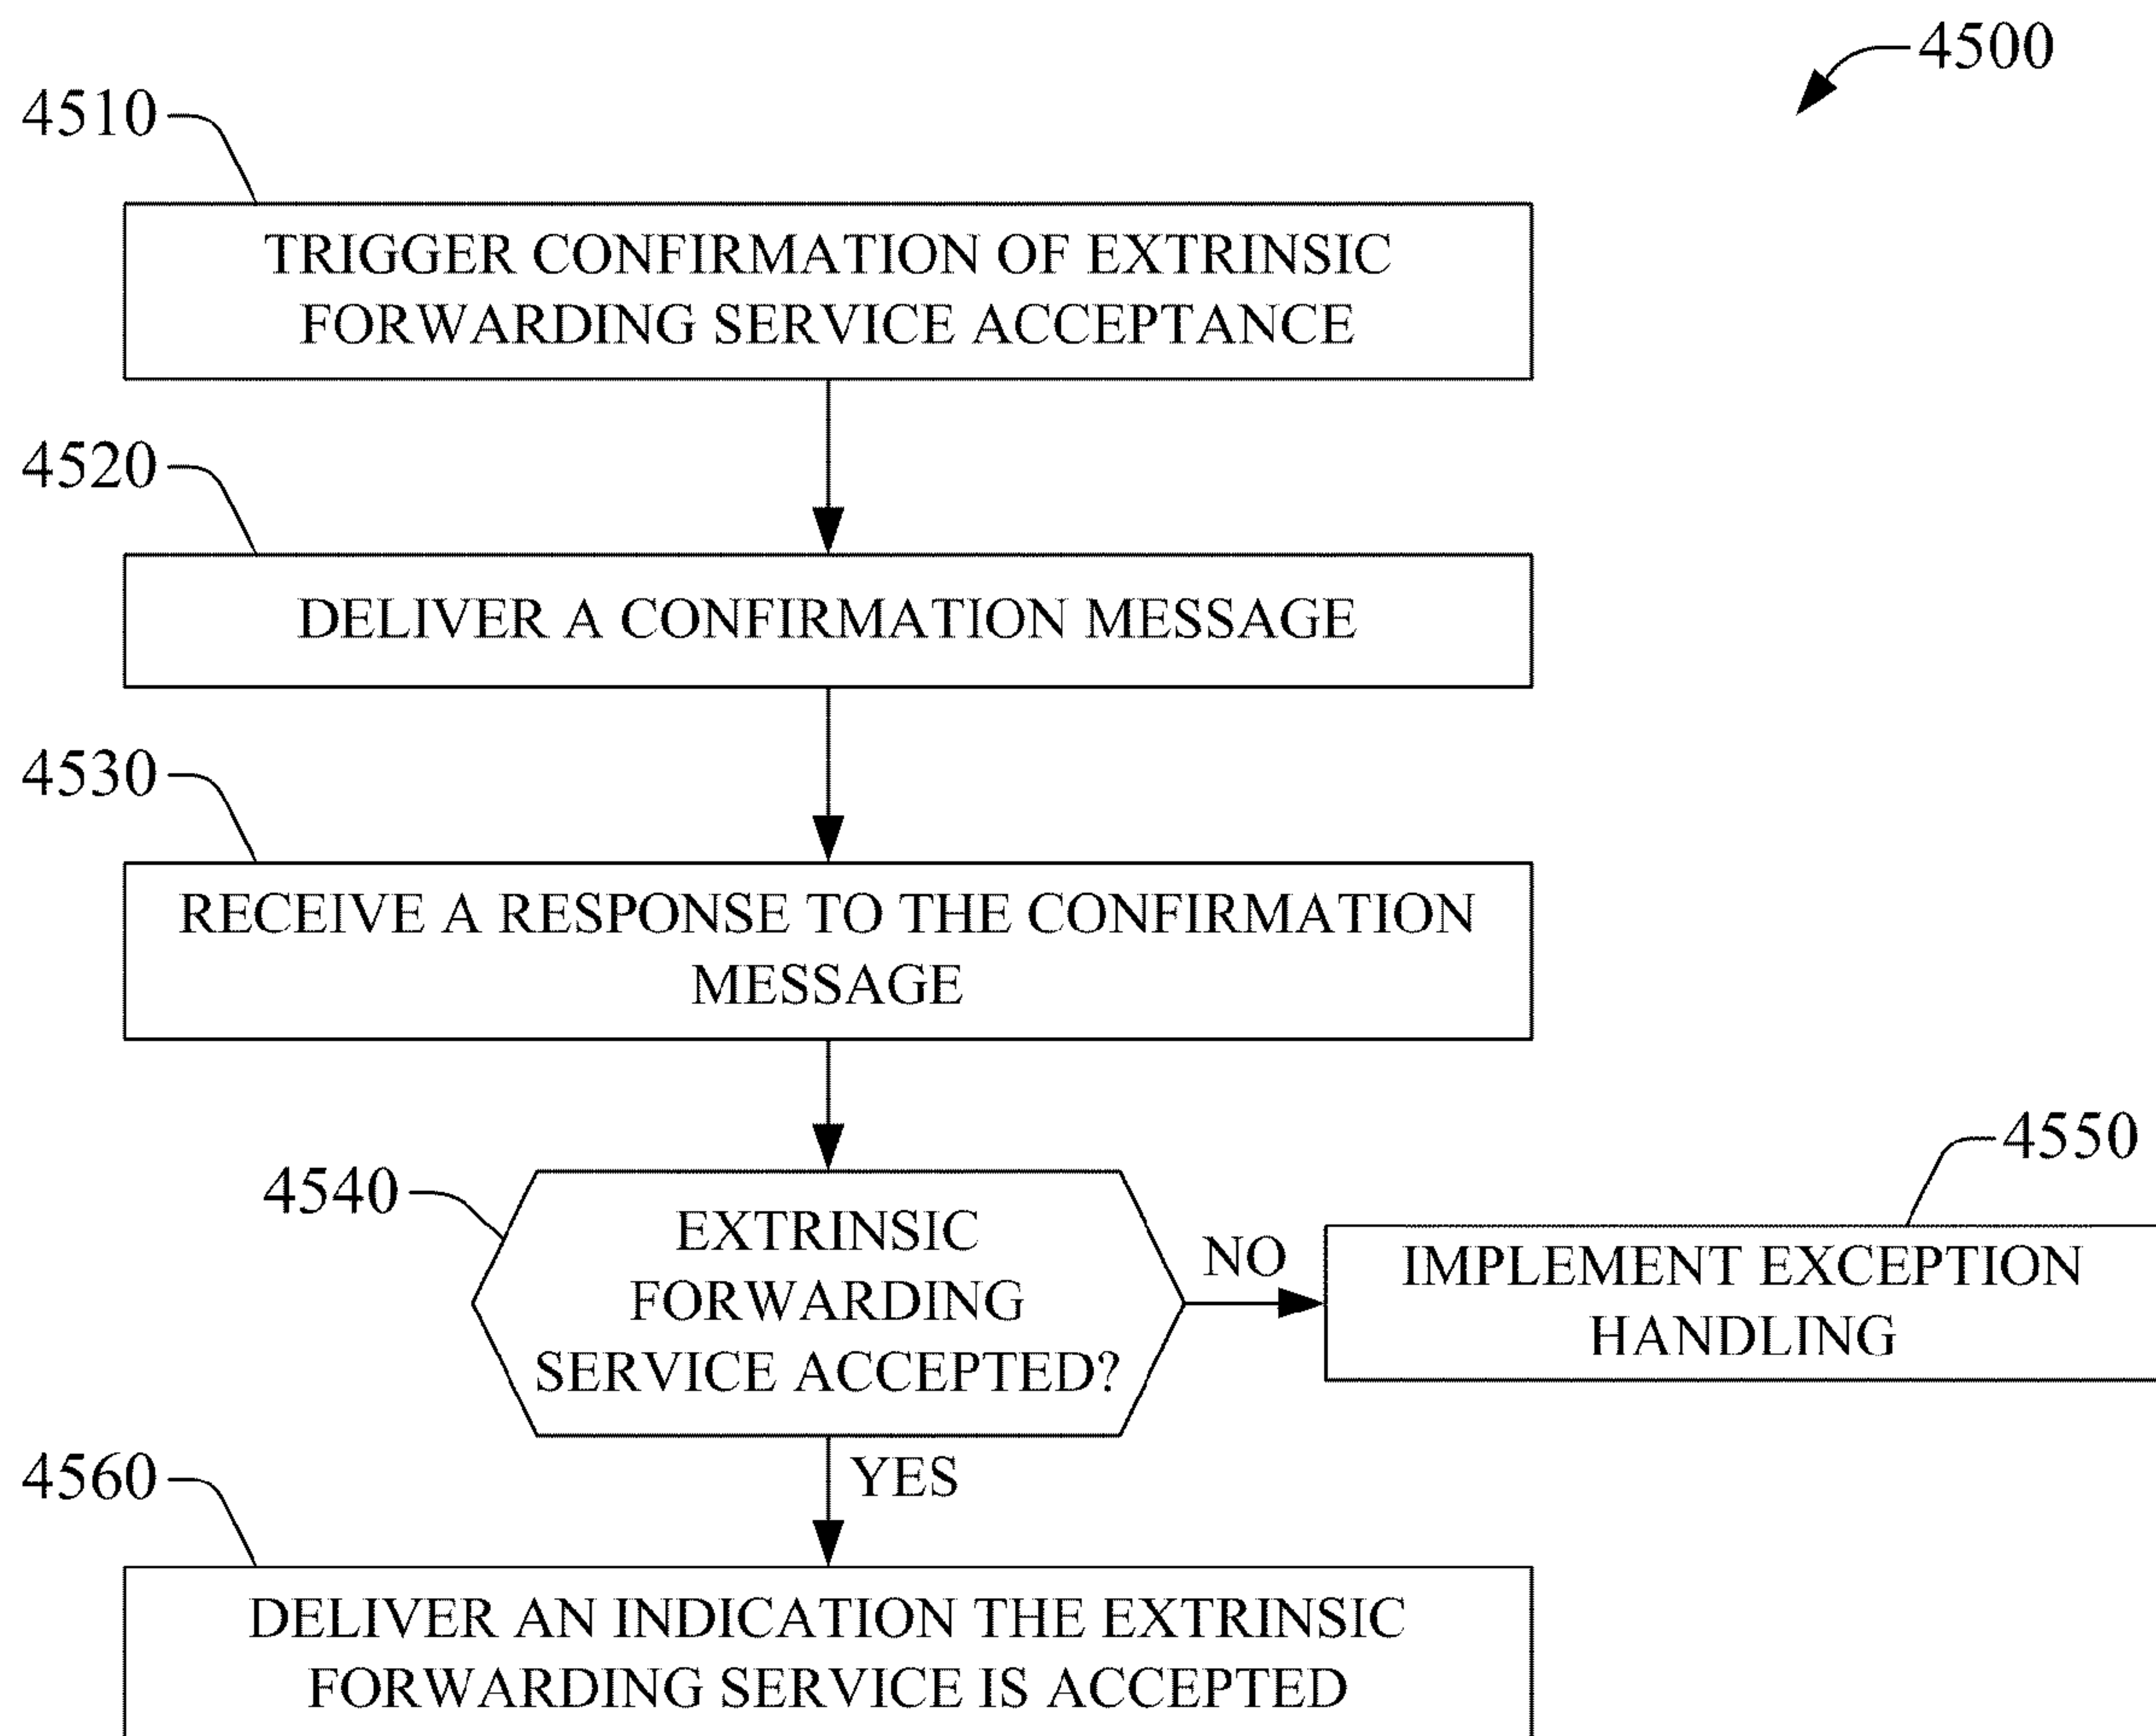 4500
4510
TRIGGER CONFIRMATION OF EXTRINSIC
FORWARDING SERVICE ACCEPTANCE
4520
DELIVER A CONFIRMATION MESSAGE
4530
RECEIVE A RESPONSE TO THE CONFIRMATION
MESSAGE
4540
EXTRINSIC
FORWARDING
SERVICE ACCEPTED?
NO
4550
IMPLEMENT EXCEPTION
HANDLING
YES
4560
DELIVER AN INDICATION THE EXTRINSIC
FORWARDING SERVICE IS ACCEPTED